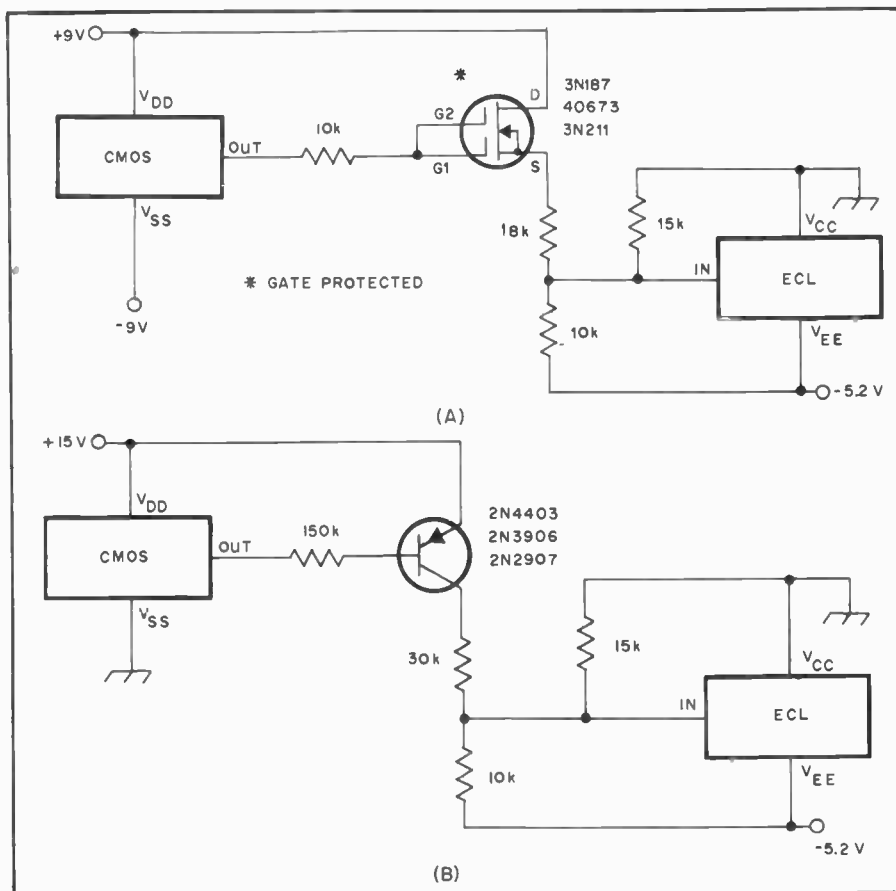 +9V
*
D
3N187
40673
3N211
VDD
G2
10k
OUT
CMOS
G1
S
VSS
18k
15k
VCC
IN
ECL
* GATE PROTECTED
-9V
10k
VEE
-5.2 V
(A)
+15V
VDD
2N4403
2N3906
2N2907
OUT
150k
CMOS
VSS
30k
15k
VCC
IN
ECL
10k
VEE
-5.2 V
(B)